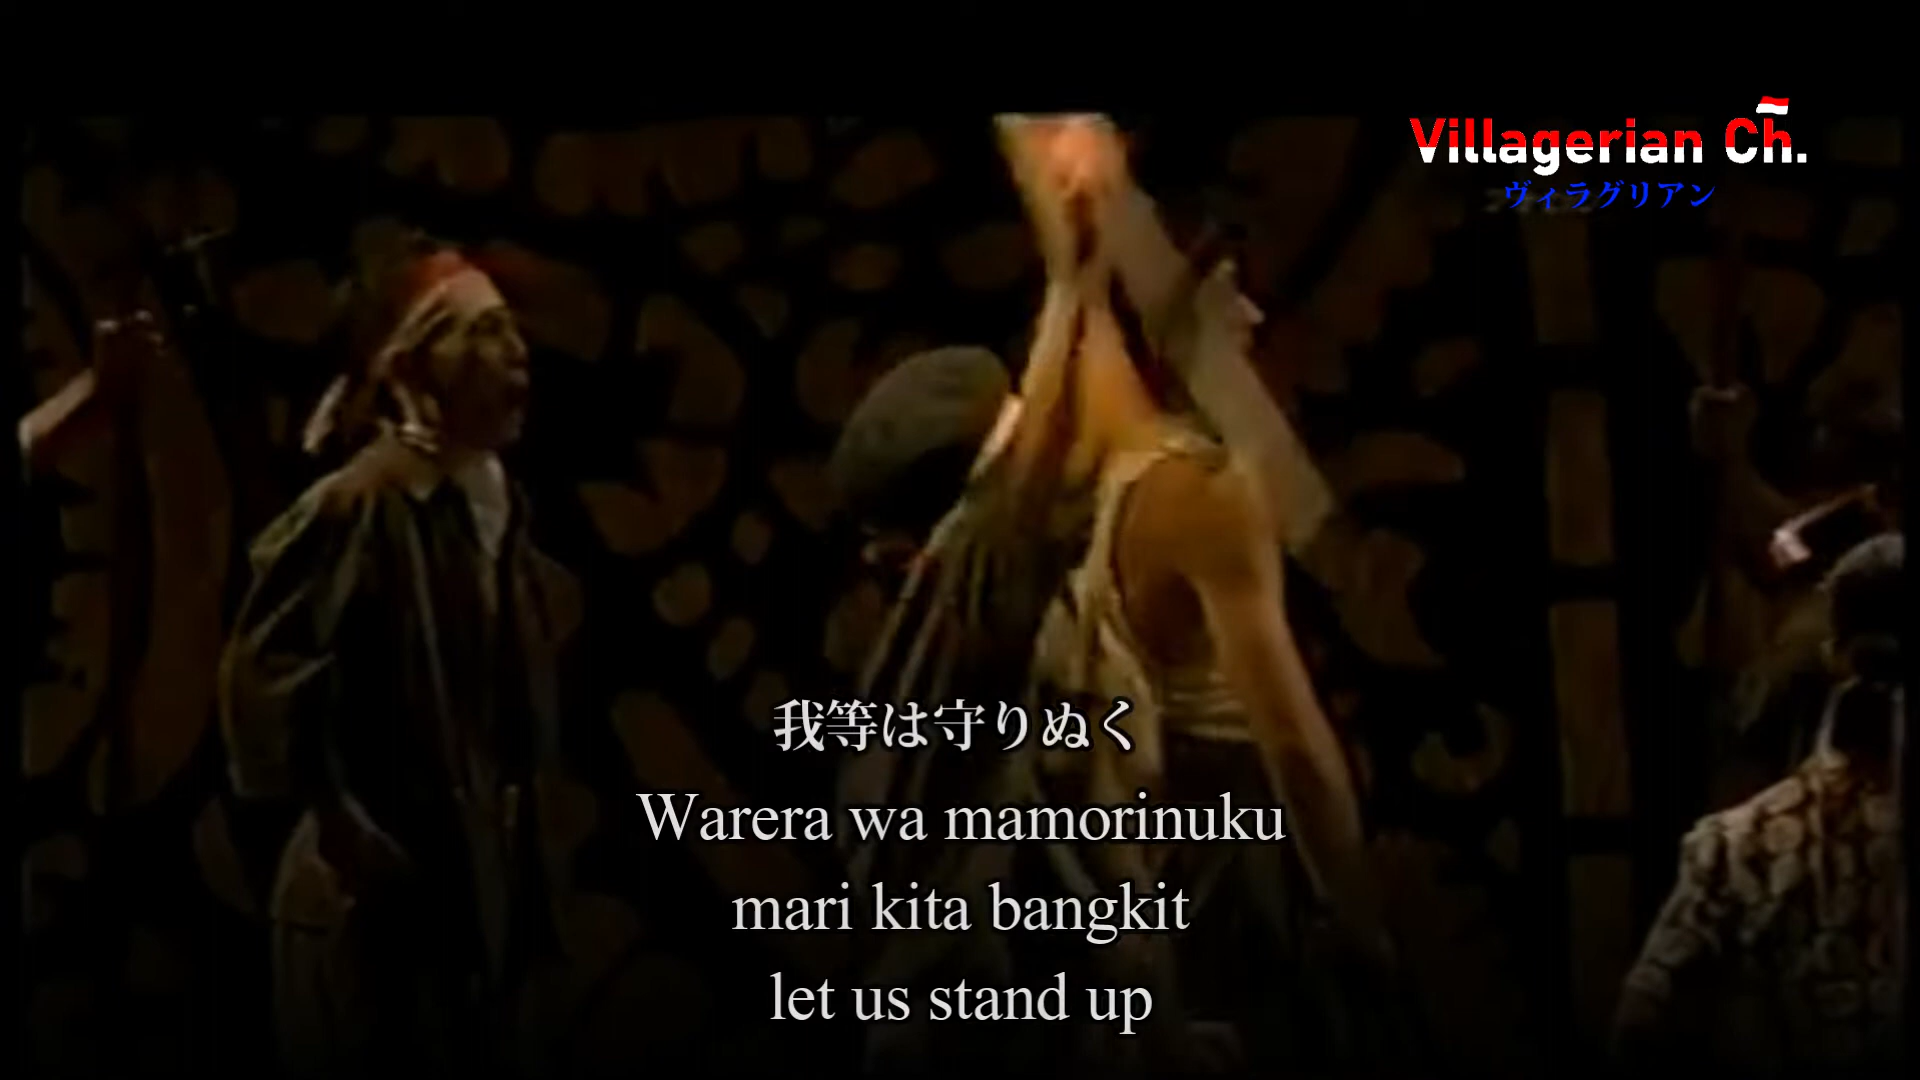 Villagerian Ch.
ヴィラグリアン
我等は守りぬく
Warera wa mamorinuku
mari kita bangkit
let us stand up